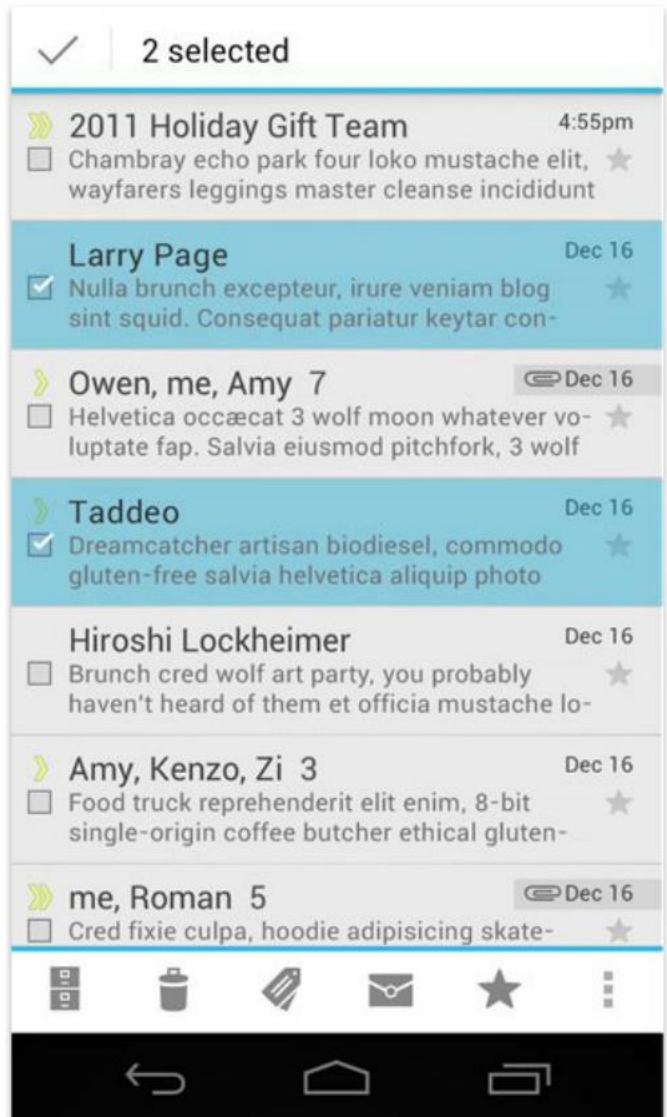 2 selected
2011 Holiday Gift Team 4:55pm
Chambray echo park four loko mustache elit,
wayfarers leggings master cleanse incididunt
Larry Page Dec 16
Nulla brunch excepteur, irure veniam blog
sint squid. Consequat pariatur keytar con-
Owen, me, Amy 7 Dec 16
Helvetica occæcat 3 wolf moon whatever vo-
luptate fap. Salvia eiusmod pitchfork, 3 wolf
Taddeo Dec 16
Dreamcatcher artisan biodiesel, commodo
gluten-free salvia helvetica aliquip photo
Hiroshi Lockheimer Dec 16
Brunch cred wolf art party, you probably
haven't heard of them et officia mustache lo-
Amy, Kenzo, Zi 3 Dec 16
Food truck reprehenderit elit enim, 8-bit
single-origin coffee butcher ethical gluten-
me, Roman 5 Dec 16
Cred fixie culpa, hoodie adipisicing skate-